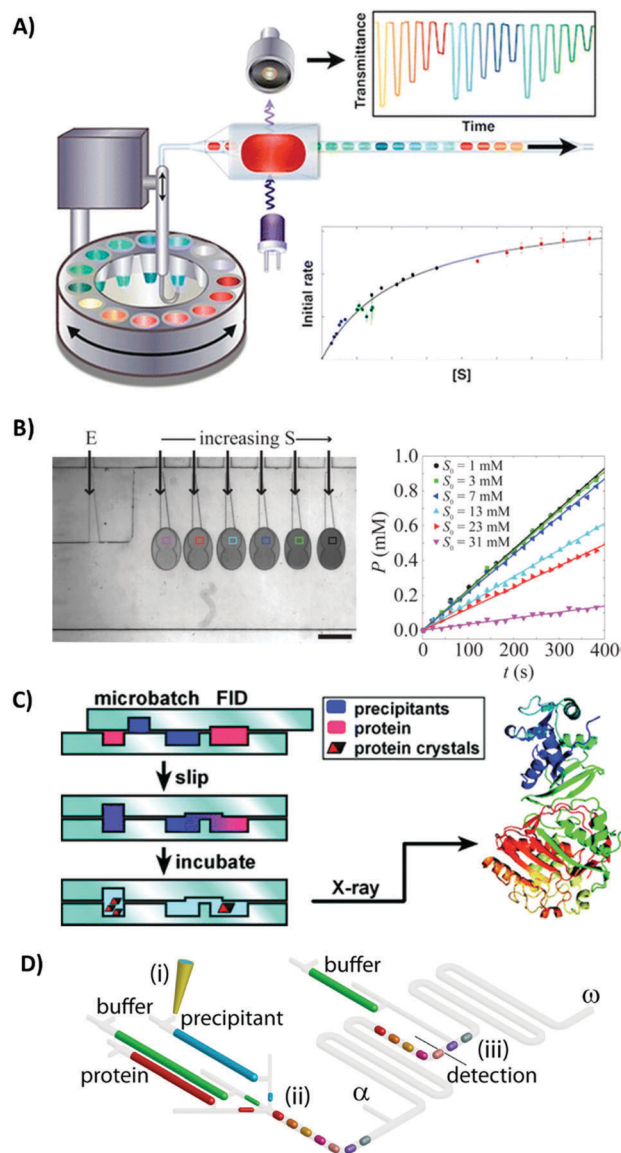 A)
Transmittance
Time
Initial rate
[S]
B)
E
increasing S
P (mM)
1.0
0.8
0.6
0.4
0.2
0.0
S₀ = 1 mM
S₀ = 3 mM
S₀ = 7 mM
S₀ = 13 mM
S₀ = 23 mM
S₀ = 31 mM
0 100 200 300 400
t (s)
C)
microbatch FID
precipitants
protein
protein crystals
slip
incubate
X-ray
D)
(i)
buffer
precipitant
protein
(ii)
α
buffer
(iii)
detection
ω